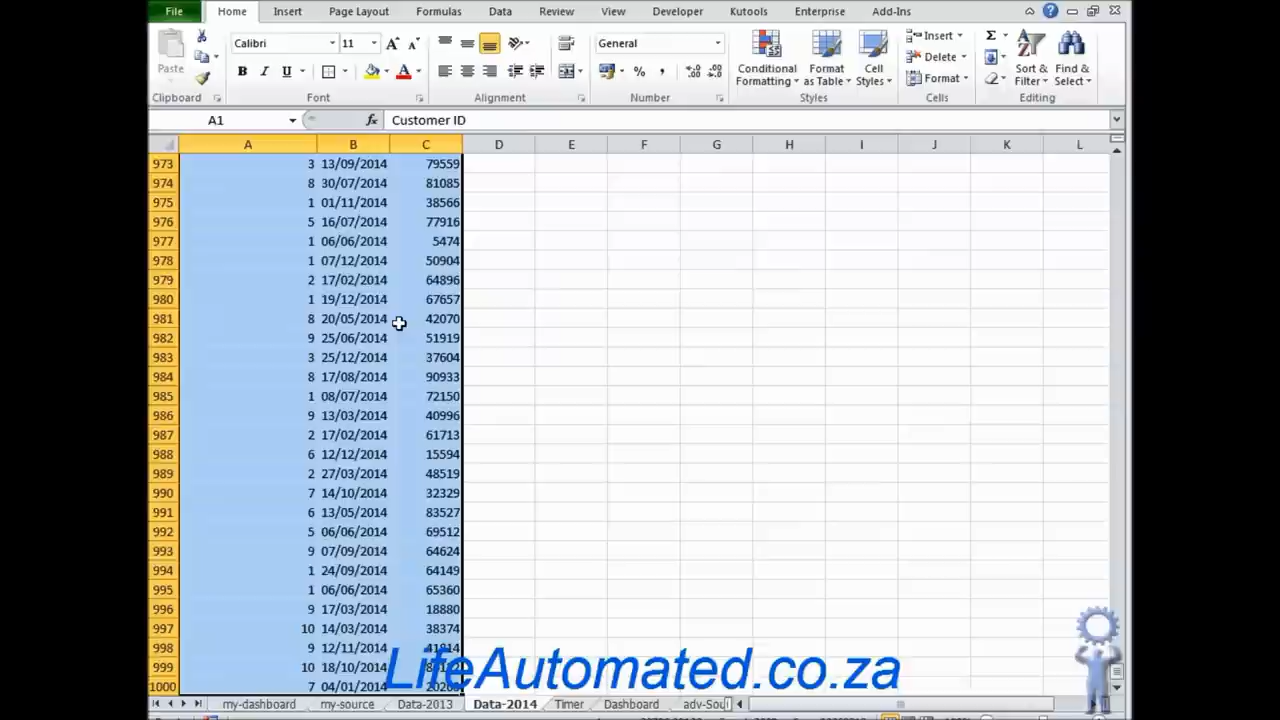 File Home Insert Page Layout Formulas Data Review View Developer Kutools Enterprise Add-Ins
Paste
Clipboard
Calibri 11
B I U
Font
Alignment
General
% ,
Number
Conditional Formatting
Format as Table
Cell Styles
Styles
Insert
Delete
Format
Cells
Sort & Filter
Find & Select
Editing
A1 fx Customer ID
A B C D E F G H I J K L
973 3 13/09/2014 79559
974 8 30/07/2014 81085
975 1 01/11/2014 38566
976 5 16/07/2014 77916
977 1 06/06/2014 5474
978 1 07/12/2014 50904
979 2 17/02/2014 64896
980 1 19/12/2014 67657
981 8 20/05/2014 42070
982 9 25/06/2014 51919
983 3 25/12/2014 37604
984 8 17/08/2014 90933
985 1 08/07/2014 72150
986 9 13/03/2014 40996
987 2 17/02/2014 61713
988 6 12/12/2014 15594
989 2 27/03/2014 48519
990 7 14/10/2014 32329
991 6 13/05/2014 83527
992 5 06/06/2014 69512
993 9 07/09/2014 64624
994 1 24/09/2014 64149
995 1 06/06/2014 65360
996 9 17/03/2014 18880
997 10 14/03/2014 38374
998 9 12/11/2014
999 10 18/10/2014
1000 7 04/01/2014
LifeAutomated.co.za
my-dashboard my-source Data-2013 Data-2014 Timer Dashboard adv-Sou